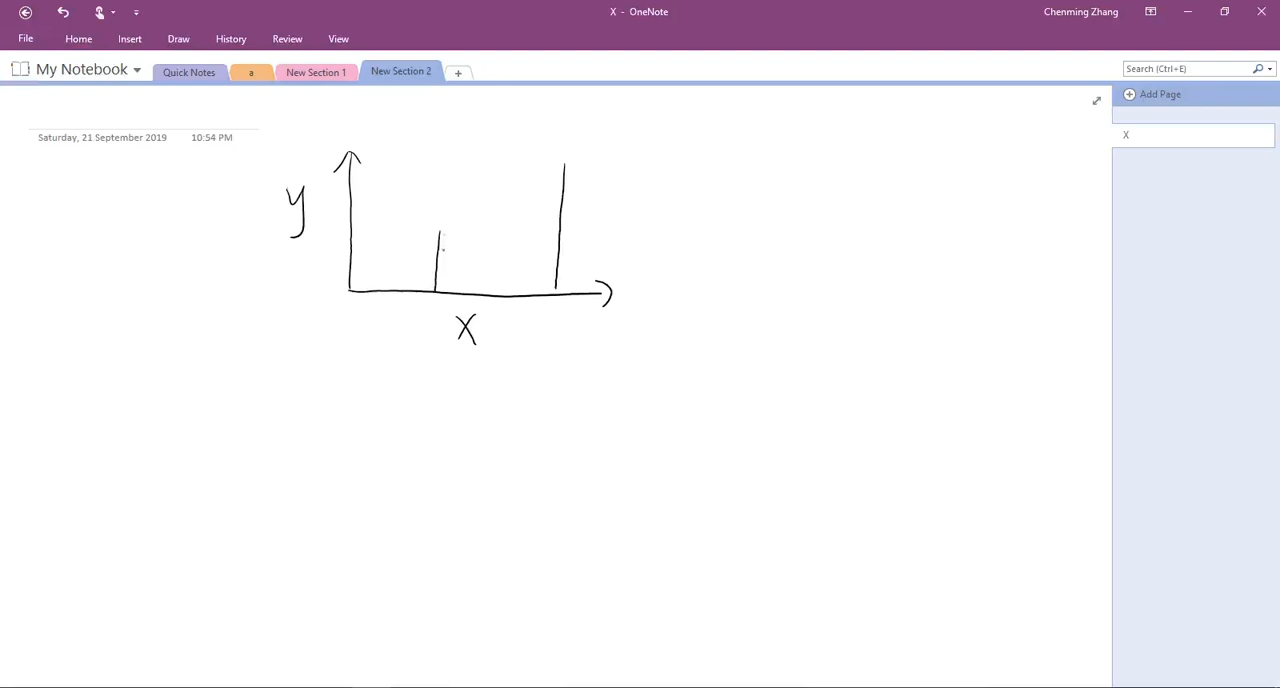 X - OneNote
Chenming Zhang
File Home Insert Draw History Review View
My Notebook
Quick Notes
a
New Section 1
New Section 2
Search (Ctrl+E)
Add Page
X
Saturday, 21 September 2019 10:54 PM
y
X